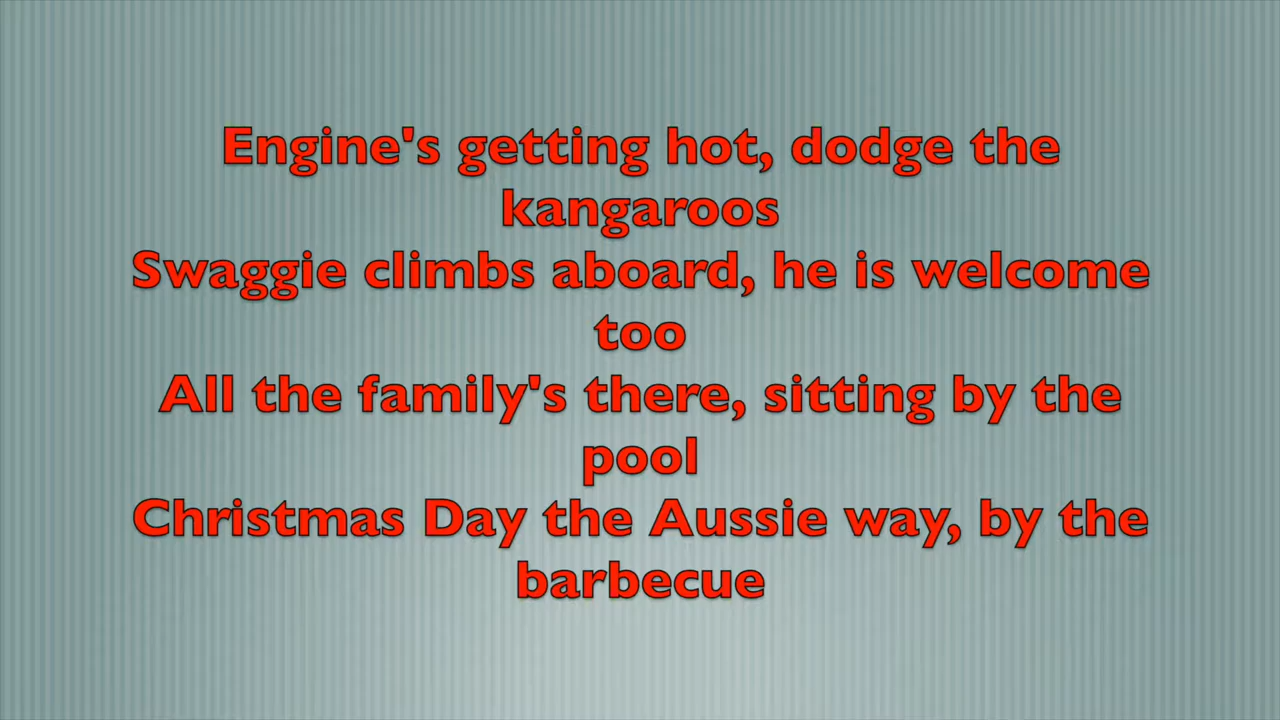 Engine's getting hot, dodge the
kangaroos
Swaggie climbs aboard, he is welcome
too
All the family's there, sitting by the
pool
Christmas Day the Aussie way, by the
barbecue